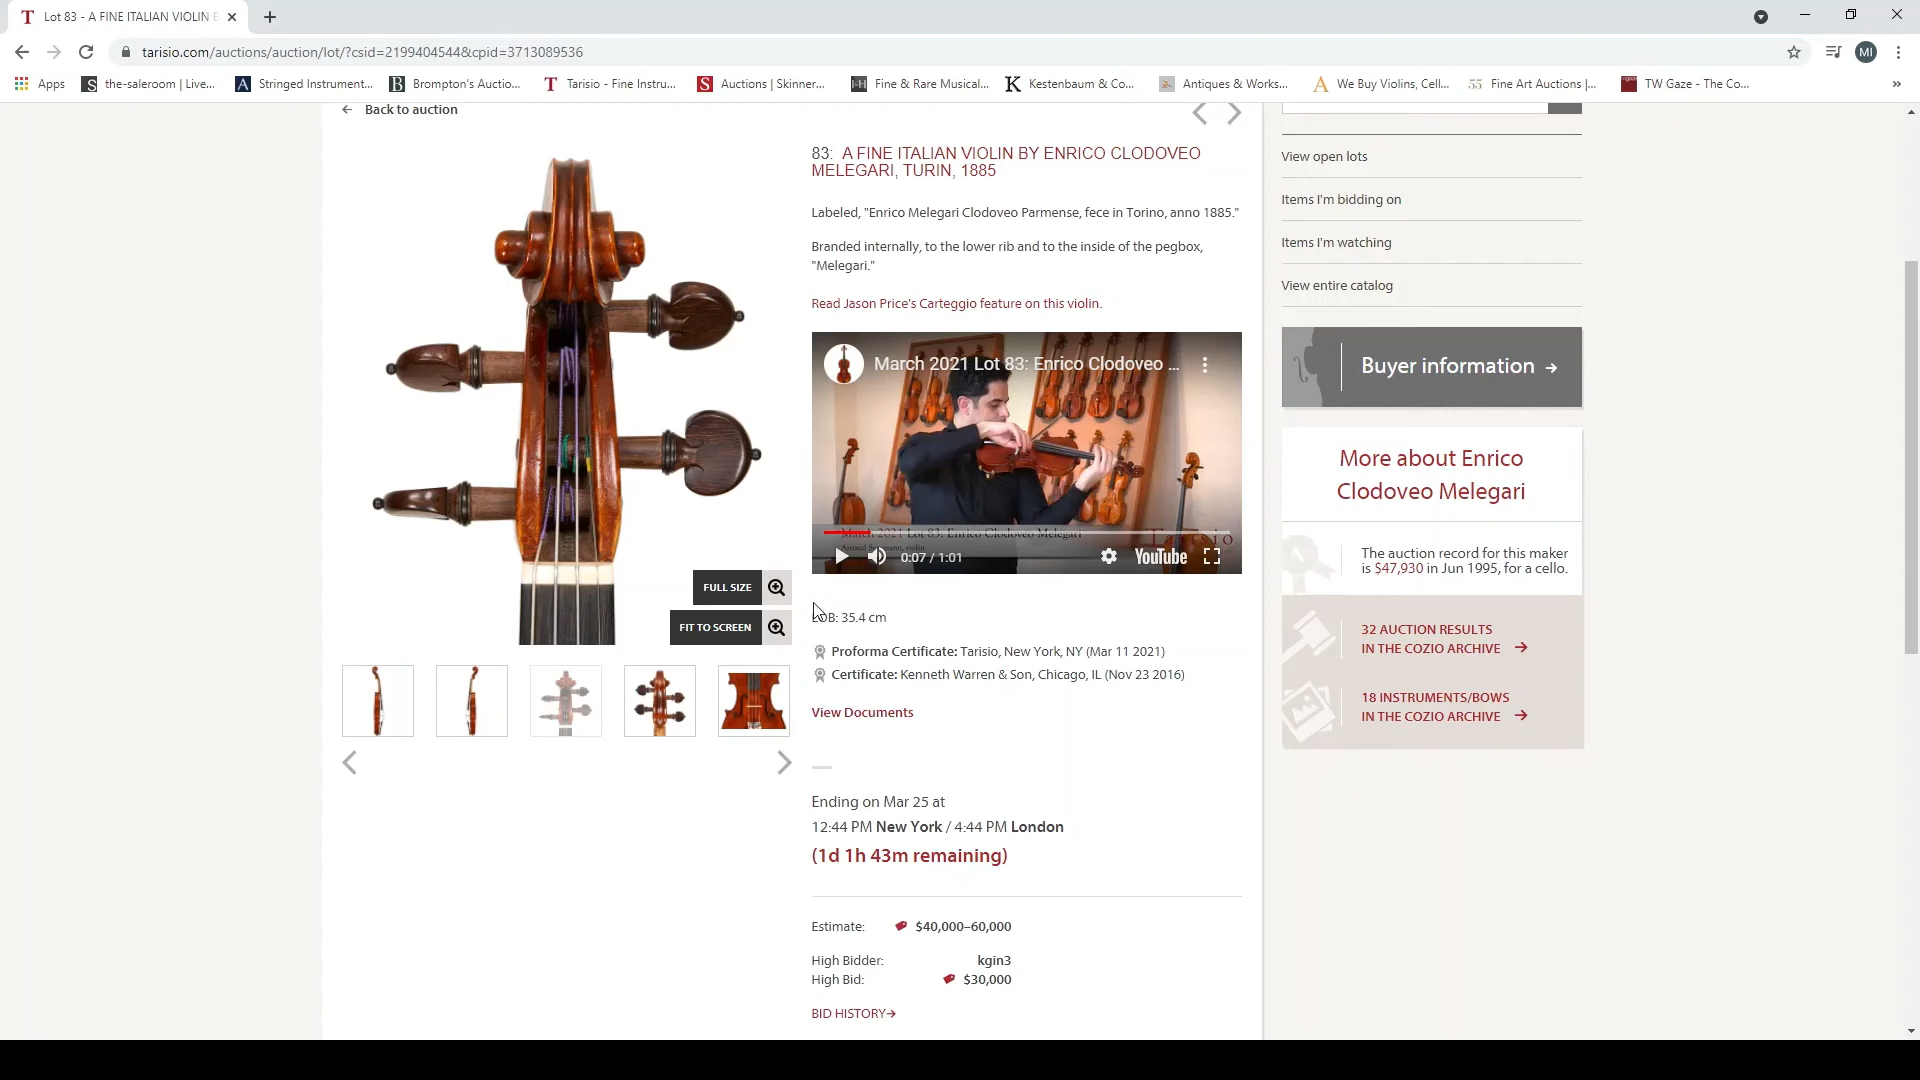 Lot 83 - A FINE ITALIAN VIOLIN
tarisio.com/auctions/auction/lot/?csid=2199404544&cpid=3713089536
MI
Apps
the-saleroom | Live...
Stringed Instrument...
Brompton's Auctio...
Tarisio - Fine Instru...
Auctions | Skinner...
Fine & Rare Musical...
Kestenbaum & Co...
Antiques & Works...
We Buy Violins, Cell...
Fine Art Auctions |...
TW Gaze - The Co...
Back to auction
83: A FINE ITALIAN VIOLIN BY ENRICO CLODOVEO
MELEGARI, TURIN, 1885
Labeled, "Enrico Melegari Clodoveo Parmense, fece in Torino, anno 1885."
Branded internally, to the lower rib and to the inside of the pegbox,
"Melegari."
Read Jason Price's Carteggio feature on this violin.
March 2021 Lot 83: Enrico Clodoveo ...
March 2021 Lot 83: Enrico Clodoveo Melegari
Tarisio
0:07 / 1:01
YouTube
FULL SIZE
FIT TO SCREEN
LOB: 35.4 cm
Proforma Certificate: Tarisio, New York, NY (Mar 11 2021)
Certificate: Kenneth Warren & Son, Chicago, IL (Nov 23 2016)
View Documents
Ending on Mar 25 at
12:44 PM New York / 4:44 PM London
(1d 1h 43m remaining)
Estimate: $40,000–60,000
High Bidder: kgin3
High Bid: $30,000
BID HISTORY→
View open lots
Items I'm bidding on
Items I'm watching
View entire catalog
Buyer information →
More about Enrico
Clodoveo Melegari
The auction record for this maker
is $47,930 in Jun 1995, for a cello.
32 AUCTION RESULTS
IN THE COZIO ARCHIVE →
18 INSTRUMENTS/BOWS
IN THE COZIO ARCHIVE →